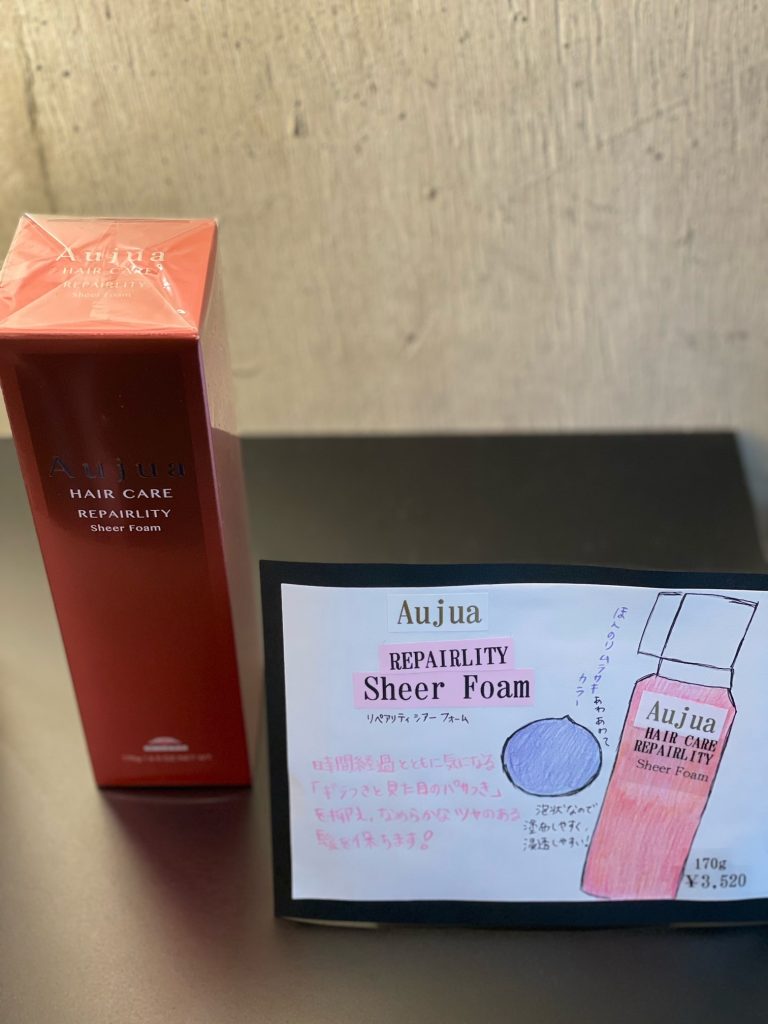 Aujua
HAIR CARE
REPAIRLITY
Sheer Foam
Aujua
HAIR CARE
REPAIRLITY
Sheer Foam
Aujua
REPAIRLITY
Sheer Foam
リペアリティ シアー フォーム
時間経過とともに気になる
「ギラつきと見た目のパサつき」
を抑え、なめらかなツヤのある
髪を保ちます!
ほんのりムラサキあわあわで
カラー
泡状なので
塗布しやすく、
浸透しやすい!
Aujua
HAIR CARE
REPAIRLITY
Sheer Foam
170g
¥3,520